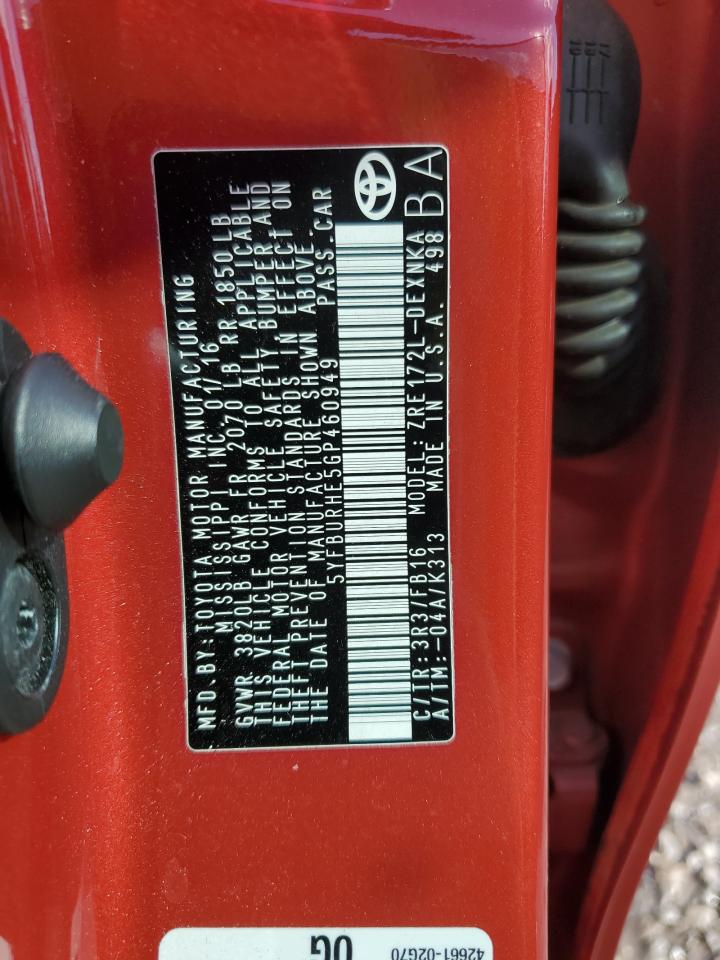 MFD. BY: TOYOTA MOTOR MANUFACTURING
MISSISSIPPI INC. 01/16
GVWR 3820LB GAWR FR 2070 LB RR 1850 LB
THIS VEHICLE CONFORMS TO ALL APPLICABLE
FEDERAL MOTOR VEHICLE SAFETY, BUMPER AND
THEFT PREVENTION STANDARDS IN EFFECT ON
THE DATE OF MANUFACTURE SHOWN ABOVE.
5YFBURHE5GP460949 PASS. CAR
C/TR: 3R3/FB16 MODEL: ZRE172L-DEXNKA
A/TM: -04A/K313 MADE IN U.S.A. 498
BA
0G
42661-02G70